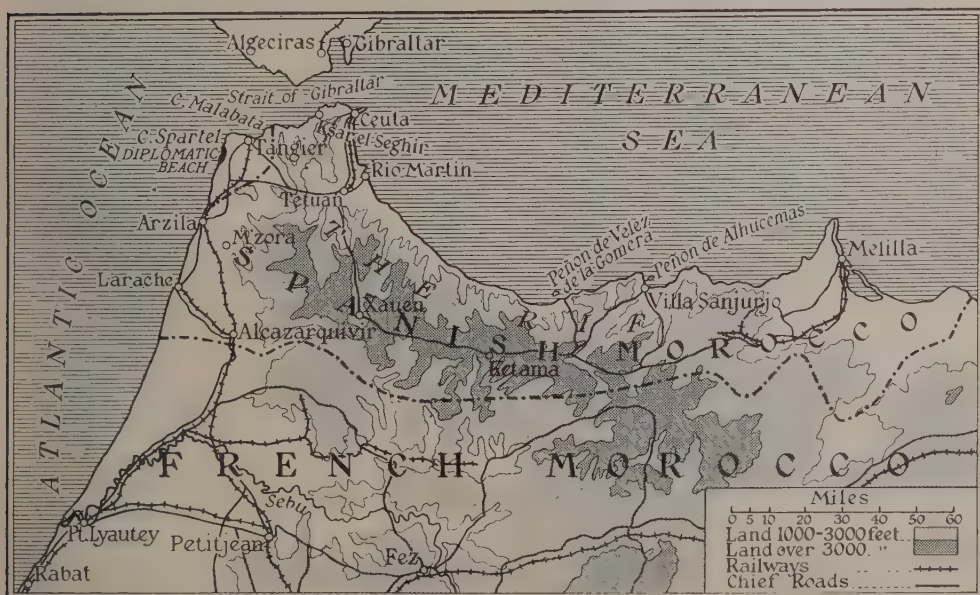 Algeciras
Gibraltar
MEDITERRANEAN
SEA
Strait of Gibraltar
C. Malabata
Ceuta
Ksar el-Seghir
C. Spartel
Tangier
DIPLOMATIC
BEACH
Rio Martin
Tetuan
ATLANTIC OCEAN
Arzila
M'zora
THE RIF
SPANISH MOROCCO
Peñon de Velez
de la Gomera
Peñon de Alhucemas
Melilla
Larache
Villa Sanjurjo
Xauen
Alcazarquivir
Ketama
FRENCH MOROCCO
Sebu
Pt. Lyautey
Petitjean
Fez
Rabat
Miles
0 5 10 20 30 40 50 60
Land 1000-3000 feet
Land over 3000 "
Railways
Chief Roads